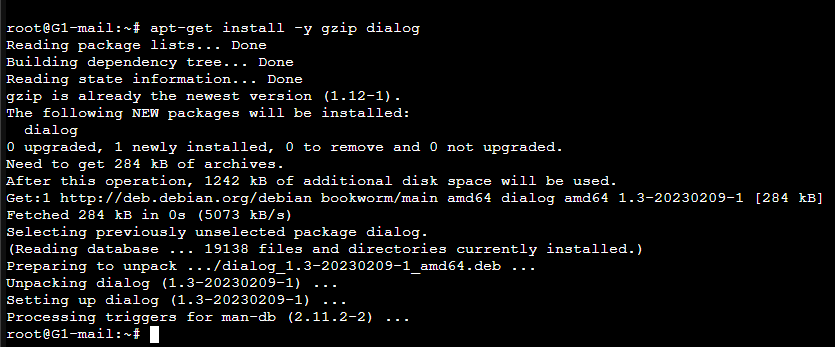 root@G1-mail:~# apt-get install -y gzip dialog
Reading package lists... Done
Building dependency tree... Done
Reading state information... Done
gzip is already the newest version (1.12-1).
The following NEW packages will be installed:
  dialog
0 upgraded, 1 newly installed, 0 to remove and 0 not upgraded.
Need to get 284 kB of archives.
After this operation, 1242 kB of additional disk space will be used.
Get:1 http://deb.debian.org/debian bookworm/main amd64 dialog amd64 1.3-20230209-1 [284 kB]
Fetched 284 kB in 0s (5073 kB/s)
Selecting previously unselected package dialog.
(Reading database ... 19138 files and directories currently installed.)
Preparing to unpack .../dialog_1.3-20230209-1_amd64.deb ...
Unpacking dialog (1.3-20230209-1) ...
Setting up dialog (1.3-20230209-1) ...
Processing triggers for man-db (2.11.2-2) ...
root@G1-mail:~#